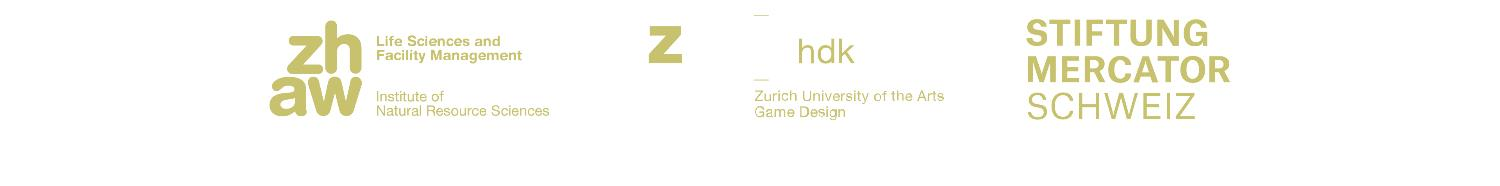 zh
aw
Life Sciences and
Facility Management
Institute of
Natural Resource Sciences
z
hdk
Zurich University of the Arts
Game Design
STIFTUNG
MERCATOR
SCHWEIZ